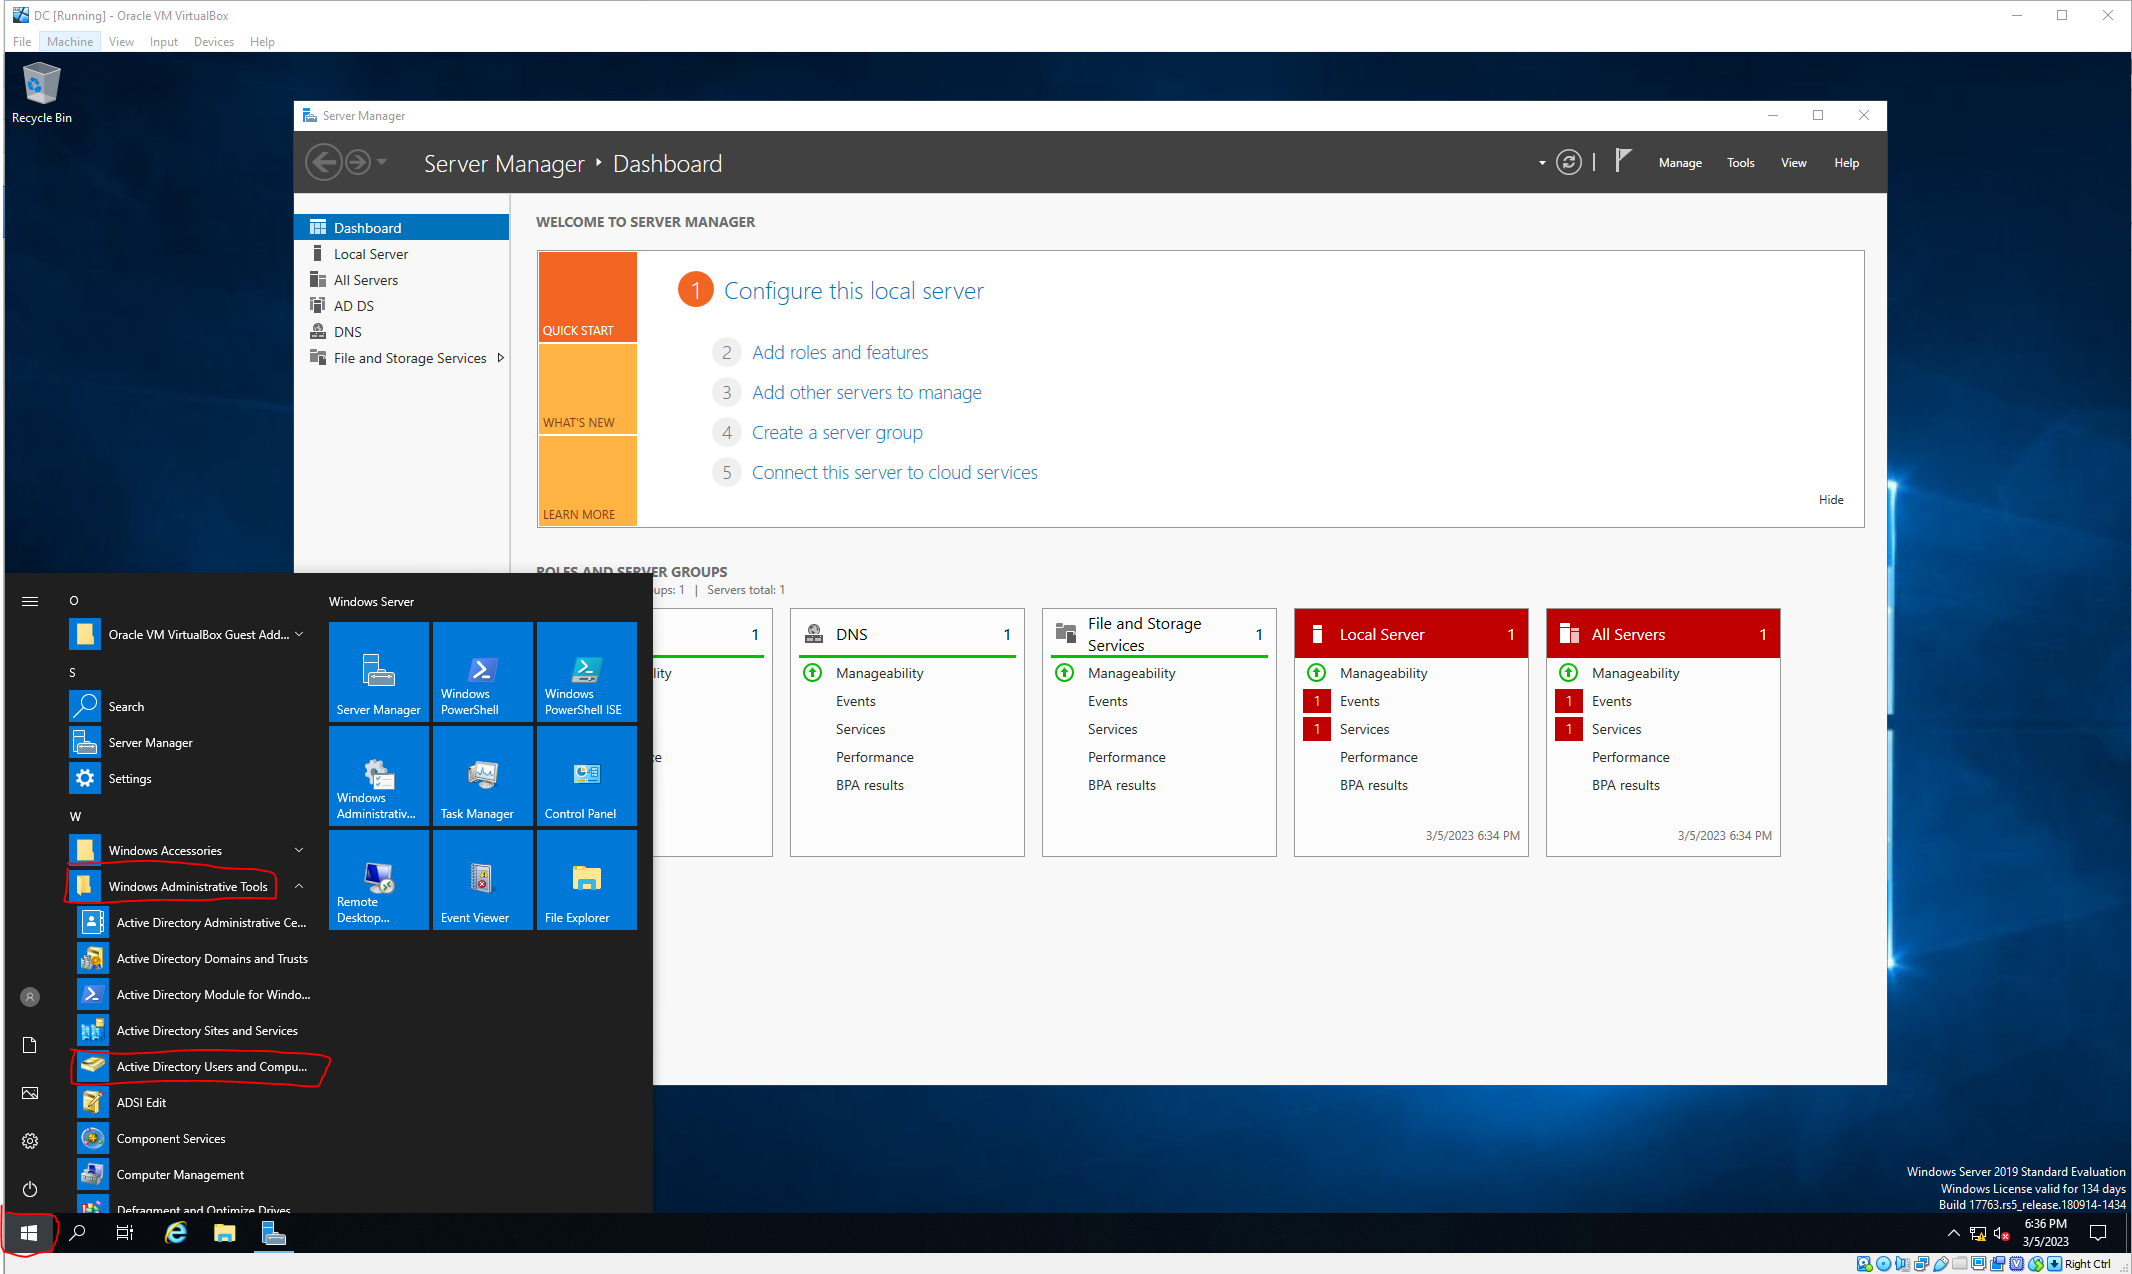 DC [Running] - Oracle VM VirtualBox
File Machine View Input Devices Help
Recycle Bin
Server Manager
Server Manager ‣ Dashboard
Manage Tools View Help
Dashboard
Local Server
All Servers
AD DS
DNS
File and Storage Services
WELCOME TO SERVER MANAGER
QUICK START
WHAT'S NEW
LEARN MORE
1 Configure this local server
2 Add roles and features
3 Add other servers to manage
4 Create a server group
5 Connect this server to cloud services
Hide
ROLES AND SERVER GROUPS
ups: 1 | Servers total: 1
1
lity
ce
DNS 1
Manageability
Events
Services
Performance
BPA results
File and Storage
Services 1
Manageability
Events
Services
Performance
BPA results
Local Server 1
Manageability
1 Events
1 Services
Performance
BPA results
3/5/2023 6:34 PM
All Servers 1
Manageability
1 Events
1 Services
Performance
BPA results
3/5/2023 6:34 PM
O
Oracle VM VirtualBox Guest Add...
S
Search
Server Manager
Settings
W
Windows Accessories
Windows Administrative Tools
Active Directory Administrative Ce...
Active Directory Domains and Trusts
Active Directory Module for Windo...
Active Directory Sites and Services
Active Directory Users and Compu...
ADSI Edit
Component Services
Computer Management
Defragment and Optimize Drives
Windows Server
Server Manager
Windows
PowerShell
Windows
PowerShell ISE
Windows
Administrativ...
Task Manager
Control Panel
Remote
Desktop...
Event Viewer
File Explorer
Windows Server 2019 Standard Evaluation
Windows License valid for 134 days
Build 17763.rs5_release.180914-1434
6:36 PM
3/5/2023
Right Ctrl